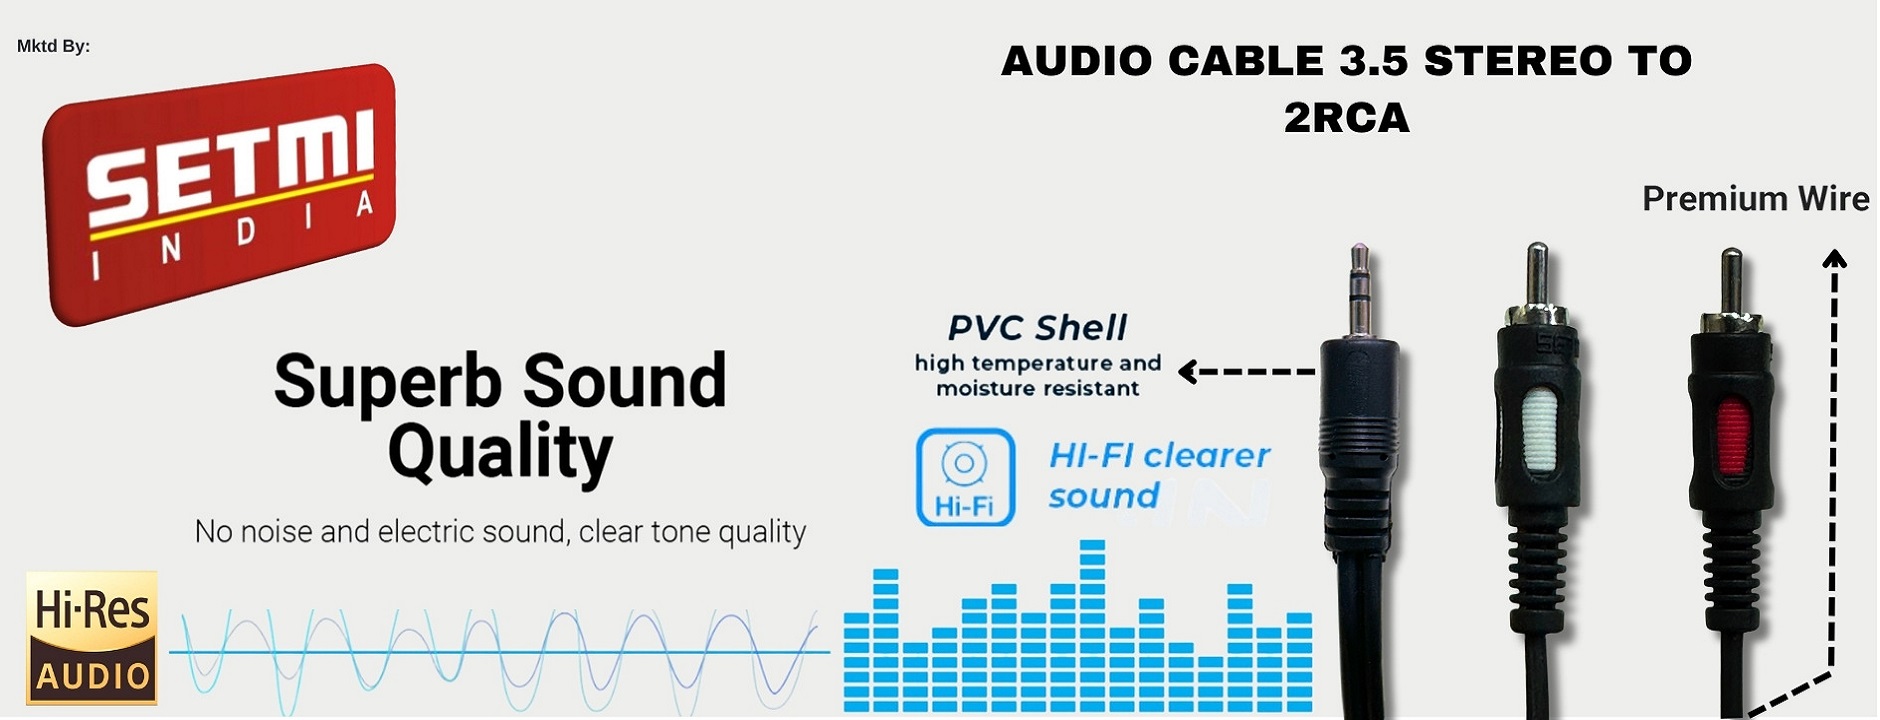 Mktd By:
SETMI
INDIA
AUDIO CABLE 3.5 STEREO TO
2RCA
Premium Wire
PVC Shell
high temperature and
moisture resistant
Hi-Fi
HI-FI clearer
sound
Superb Sound
Quality
No noise and electric sound, clear tone quality
Hi-Res
AUDIO